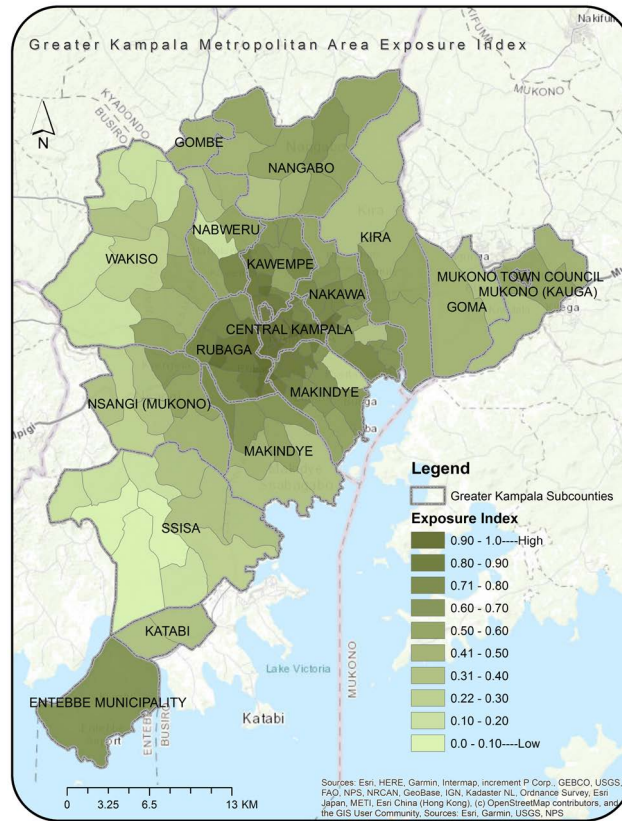 Greater Kampala Metropolitan Area Exposure Index
Nakifuma
KIFUMA
MUKONO
KYADONDO
BUSIRO
N
GOMBE
NANGABO
NABWERU
KIRA
WAKISO
KAWEMPE
MUKONO TOWN COUNCIL
MUKONO (KAUGA)
NAKAWA
GOMA
CENTRAL KAMPALA
RUBAGA
MAKINDYE
NSANGI (MUKONO)
Mpigi
MAKINDYE
SSISA
KATABI
Lake Victoria
MUKONO
ENTEBBE MUNICIPALITY
ENTEBBE
BUSIRO
Katabi
Legend
Greater Kampala Subcounties
Exposure Index
0.90 - 1.0----High
0.80 - 0.90
0.71 - 0.80
0.60 - 0.70
0.50 - 0.60
0.41 - 0.50
0.31 - 0.40
0.22 - 0.30
0.10 - 0.20
0.0 - 0.10----Low
0 3.25 6.5 13 KM
Sources: Esri, HERE, Garmin, Intermap, increment P Corp., GEBCO, USGS,
FAO, NPS, NRCAN, GeoBase, IGN, Kadaster NL, Ordnance Survey, Esri
Japan, METI, Esri China (Hong Kong), (c) OpenStreetMap contributors, and
the GIS User Community, Sources: Esri, Garmin, USGS, NPS